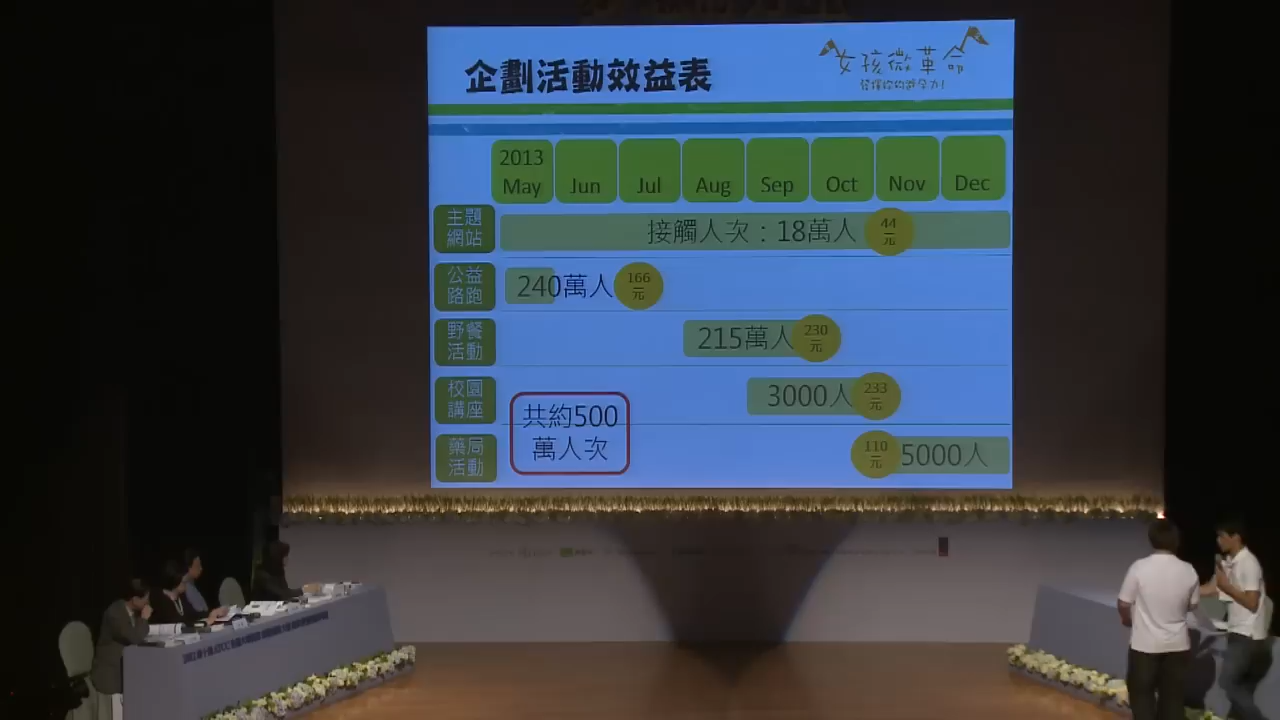 企劃活動效益表
女孩微革命
2013
May
Jun
Jul
Aug
Sep
Oct
Nov
Dec
主題
網站
接觸人次：18萬人
44
元
公益
路跑
240萬人
166
元
野餐
活動
215萬人
230
元
校園
講座
3000人
233
元
共約500
萬人次
藥局
活動
110
元
5000人